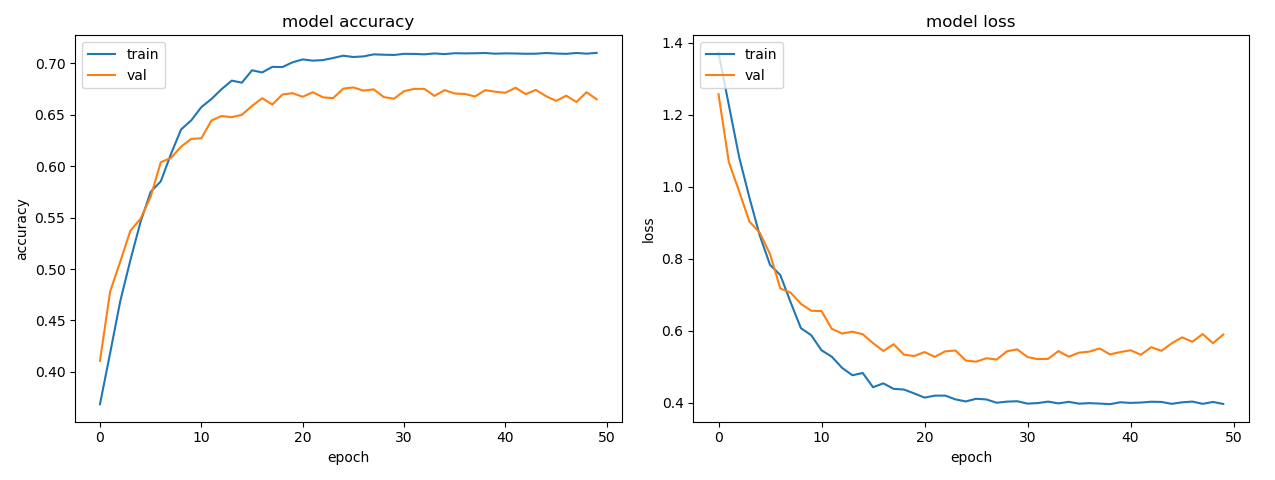 model accuracy
train
val
0.70
0.65
0.60
0.55
0.50
0.45
0.40
accuracy
0 10 20 30 40 50
epoch
model loss
train
val
1.4
1.2
1.0
0.8
0.6
0.4
loss
0 10 20 30 40 50
epoch